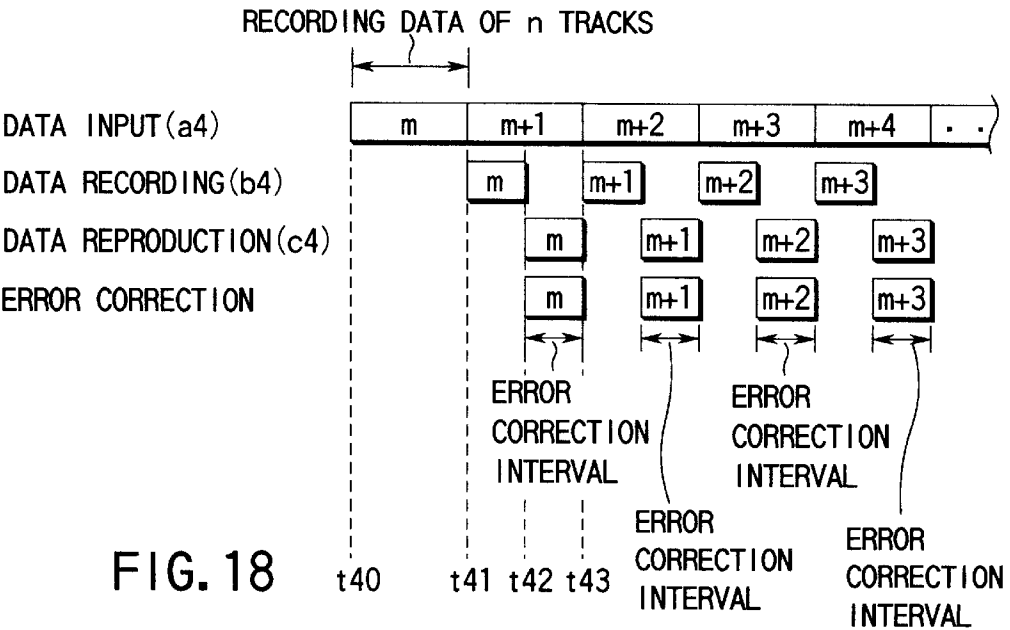 RECORDING DATA OF n TRACKS
DATA INPUT(a4) m m+1 m+2 m+3 m+4 ...
DATA RECORDING(b4) m m+1 m+2 m+3
DATA REPRODUCTION(c4) m m+1 m+2 m+3
ERROR CORRECTION m m+1 m+2 m+3
ERROR
CORRECTION
INTERVAL
ERROR
CORRECTION
INTERVAL
ERROR
CORRECTION
INTERVAL
ERROR
CORRECTION
INTERVAL
FIG. 18
t40 t41 t42 t43